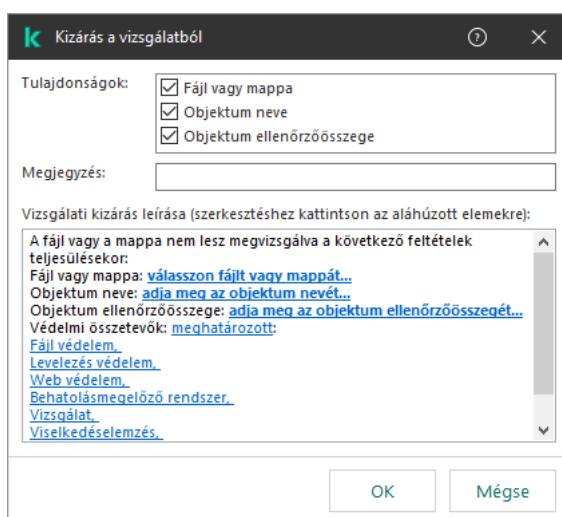 Kizárás a vizsgálatból
Tulajdonságok:
Fájl vagy mappa
Objektum neve
Objektum ellenőrzőösszege
Megjegyzés:
Vizsgálati kizárás leírása (szerkesztéshez kattintson az aláhúzott elemekre):
A fájl vagy a mappa nem lesz megvizsgálva a következő feltételek
teljesülésekor:
Fájl vagy mappa: válasszon fájlt vagy mappát...
Objektum neve: adja meg az objektum nevét...
Objektum ellenőrzőösszege: adja meg az objektum ellenőrzőösszegét...
Védelmi összetevők: meghatározott:
Fájl védelem,
Levelezés védelem,
Web védelem,
Behatolásmegelőző rendszer,
Vizsgálat,
Viselkedéselemzés,
OK
Mégse